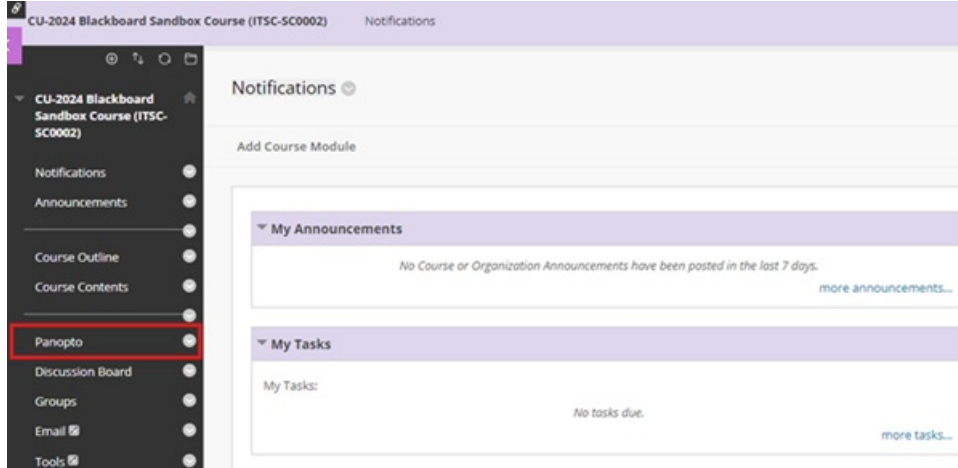 CU-2024 Blackboard Sandbox Course (ITSC-SC0002) Notifications
CU-2024 Blackboard
Sandbox Course (ITSC-
SC0002)
Notifications
Announcements
Course Outline
Course Contents
Panopto
Discussion Board
Groups
Email
Tools
Notifications
Add Course Module
My Announcements
No Course or Organization Announcements have been posted in the last 7 days.
more announcements...
My Tasks
My Tasks:
No tasks due.
more tasks...